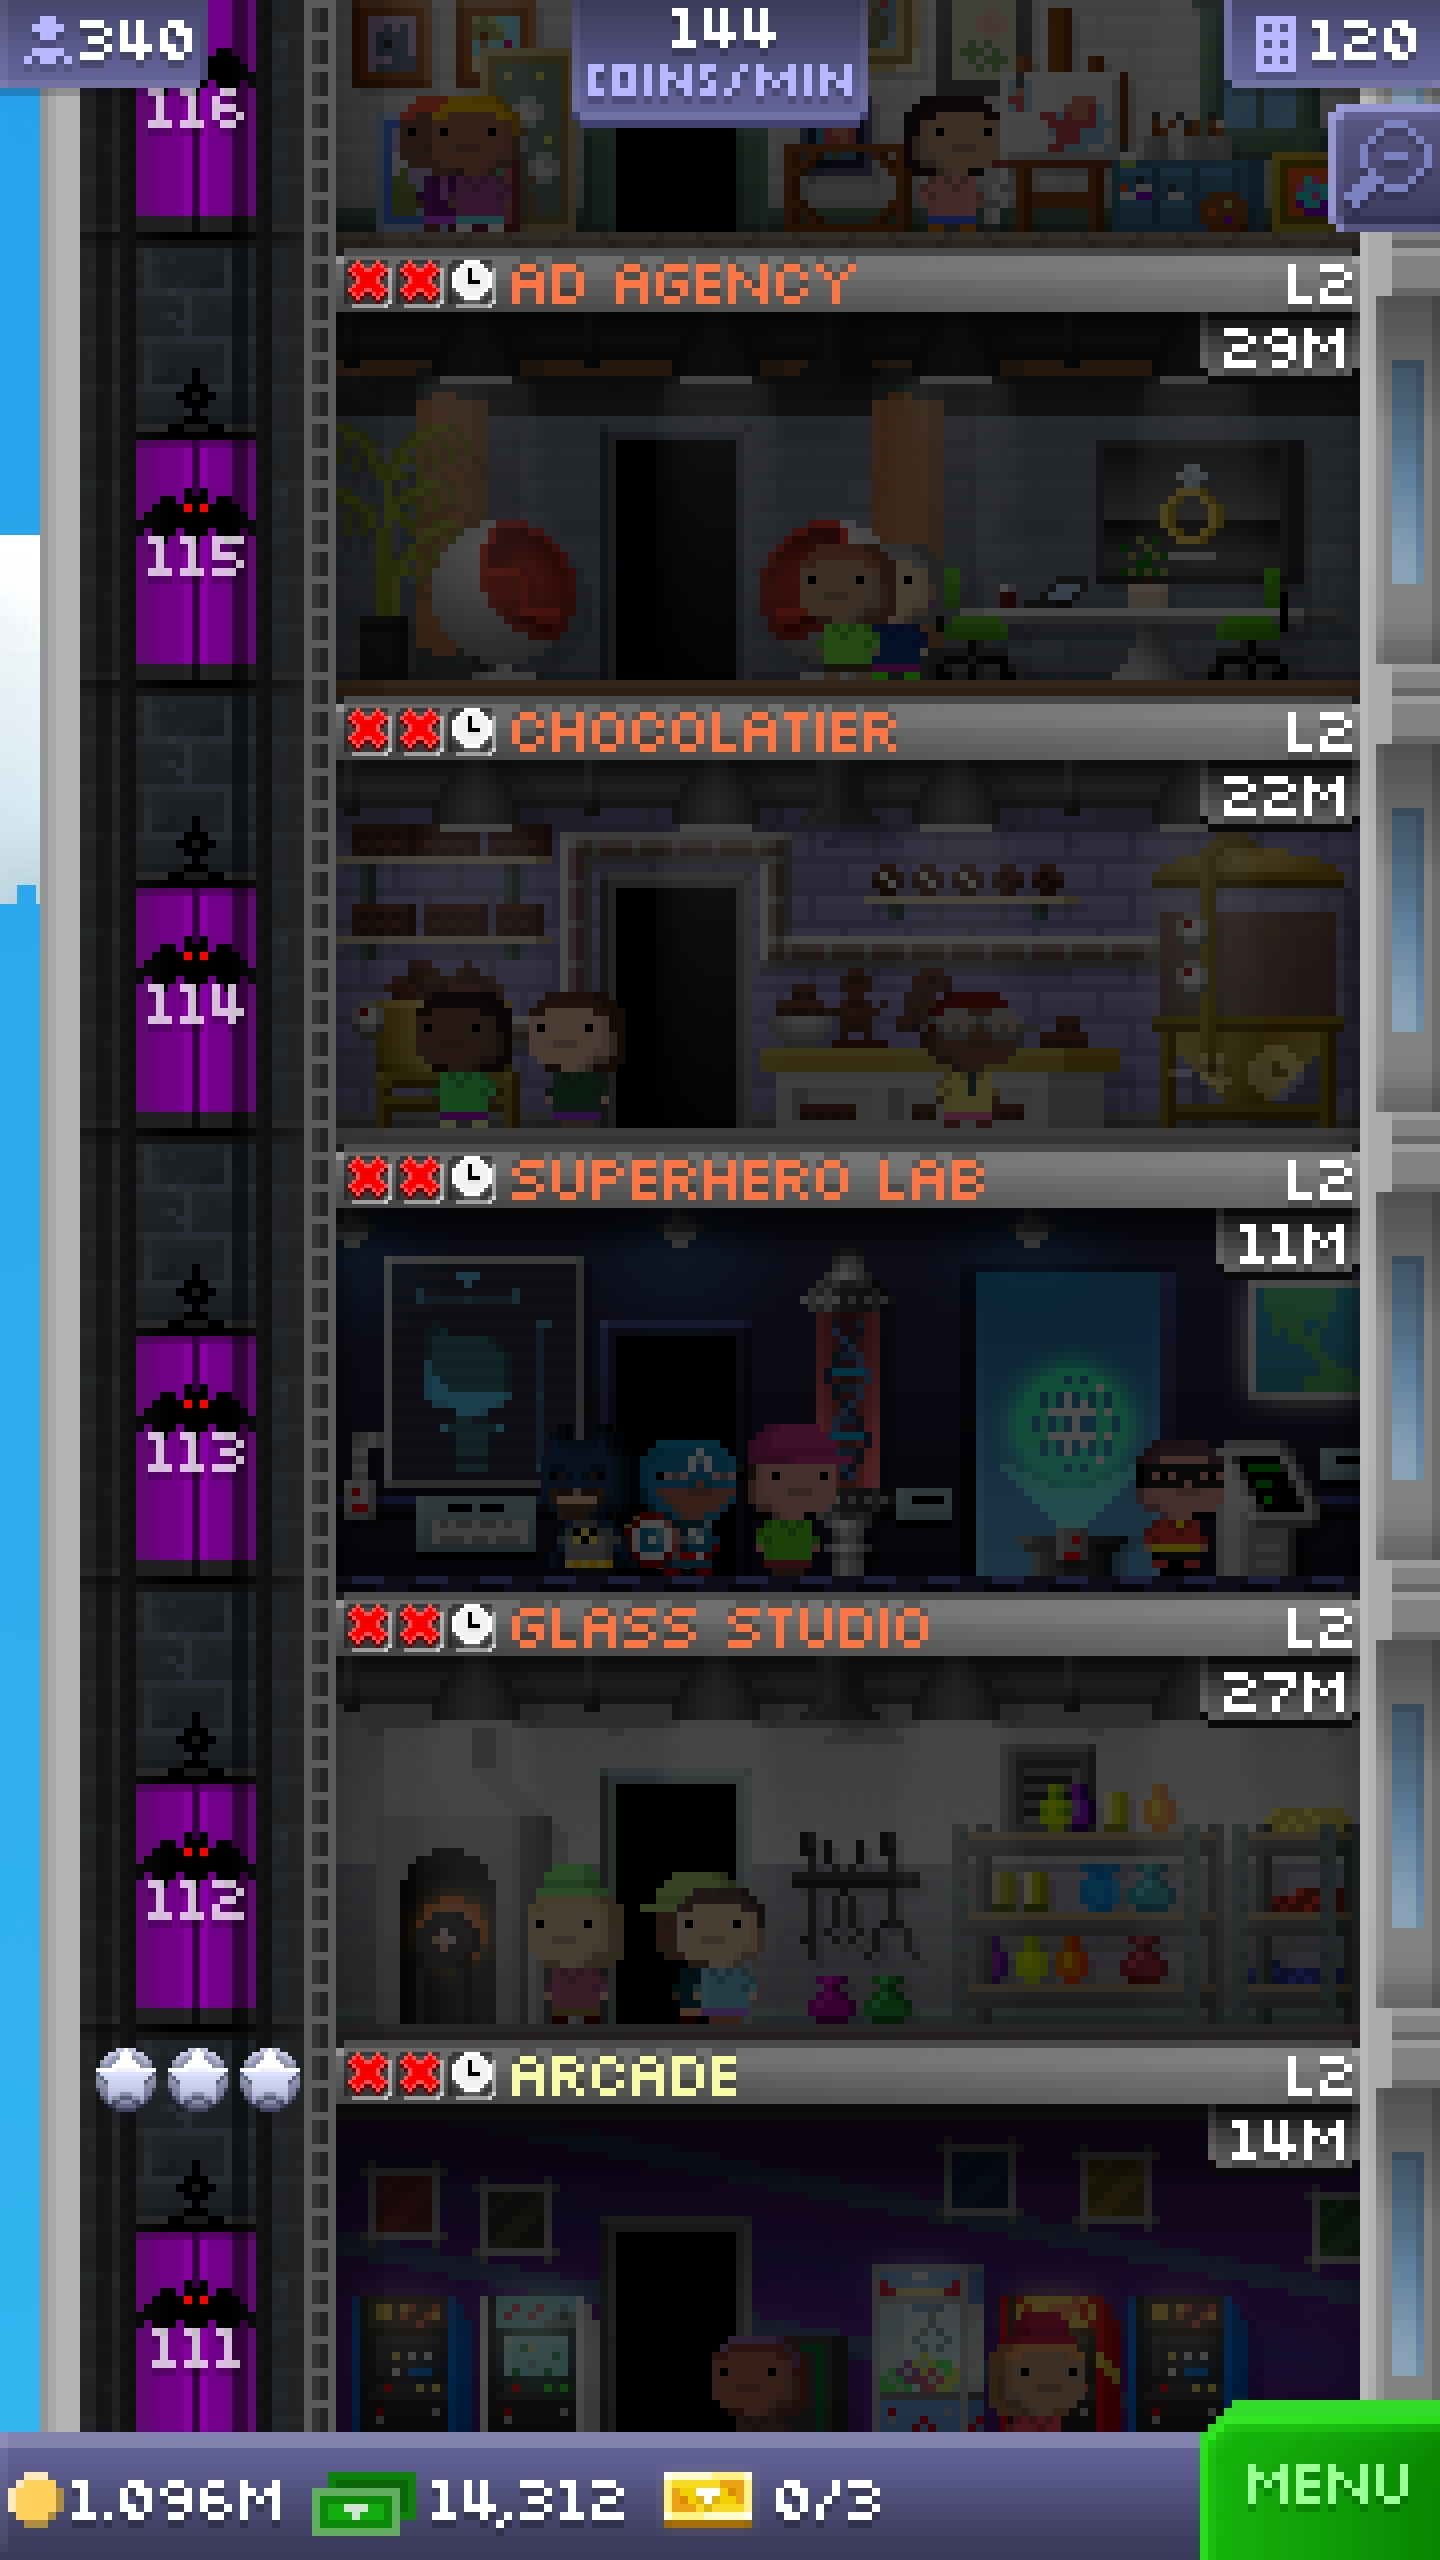 340
144
COINS/MIN
120
116
AD AGENCY L2
29M
115
CHOCOLATIER L2
22M
114
SUPERHERO LAB L2
11M
113
GLASS STUDIO L2
27M
112
ARCADE L2
14M
111
1.096M 14,312 0/3 MENU